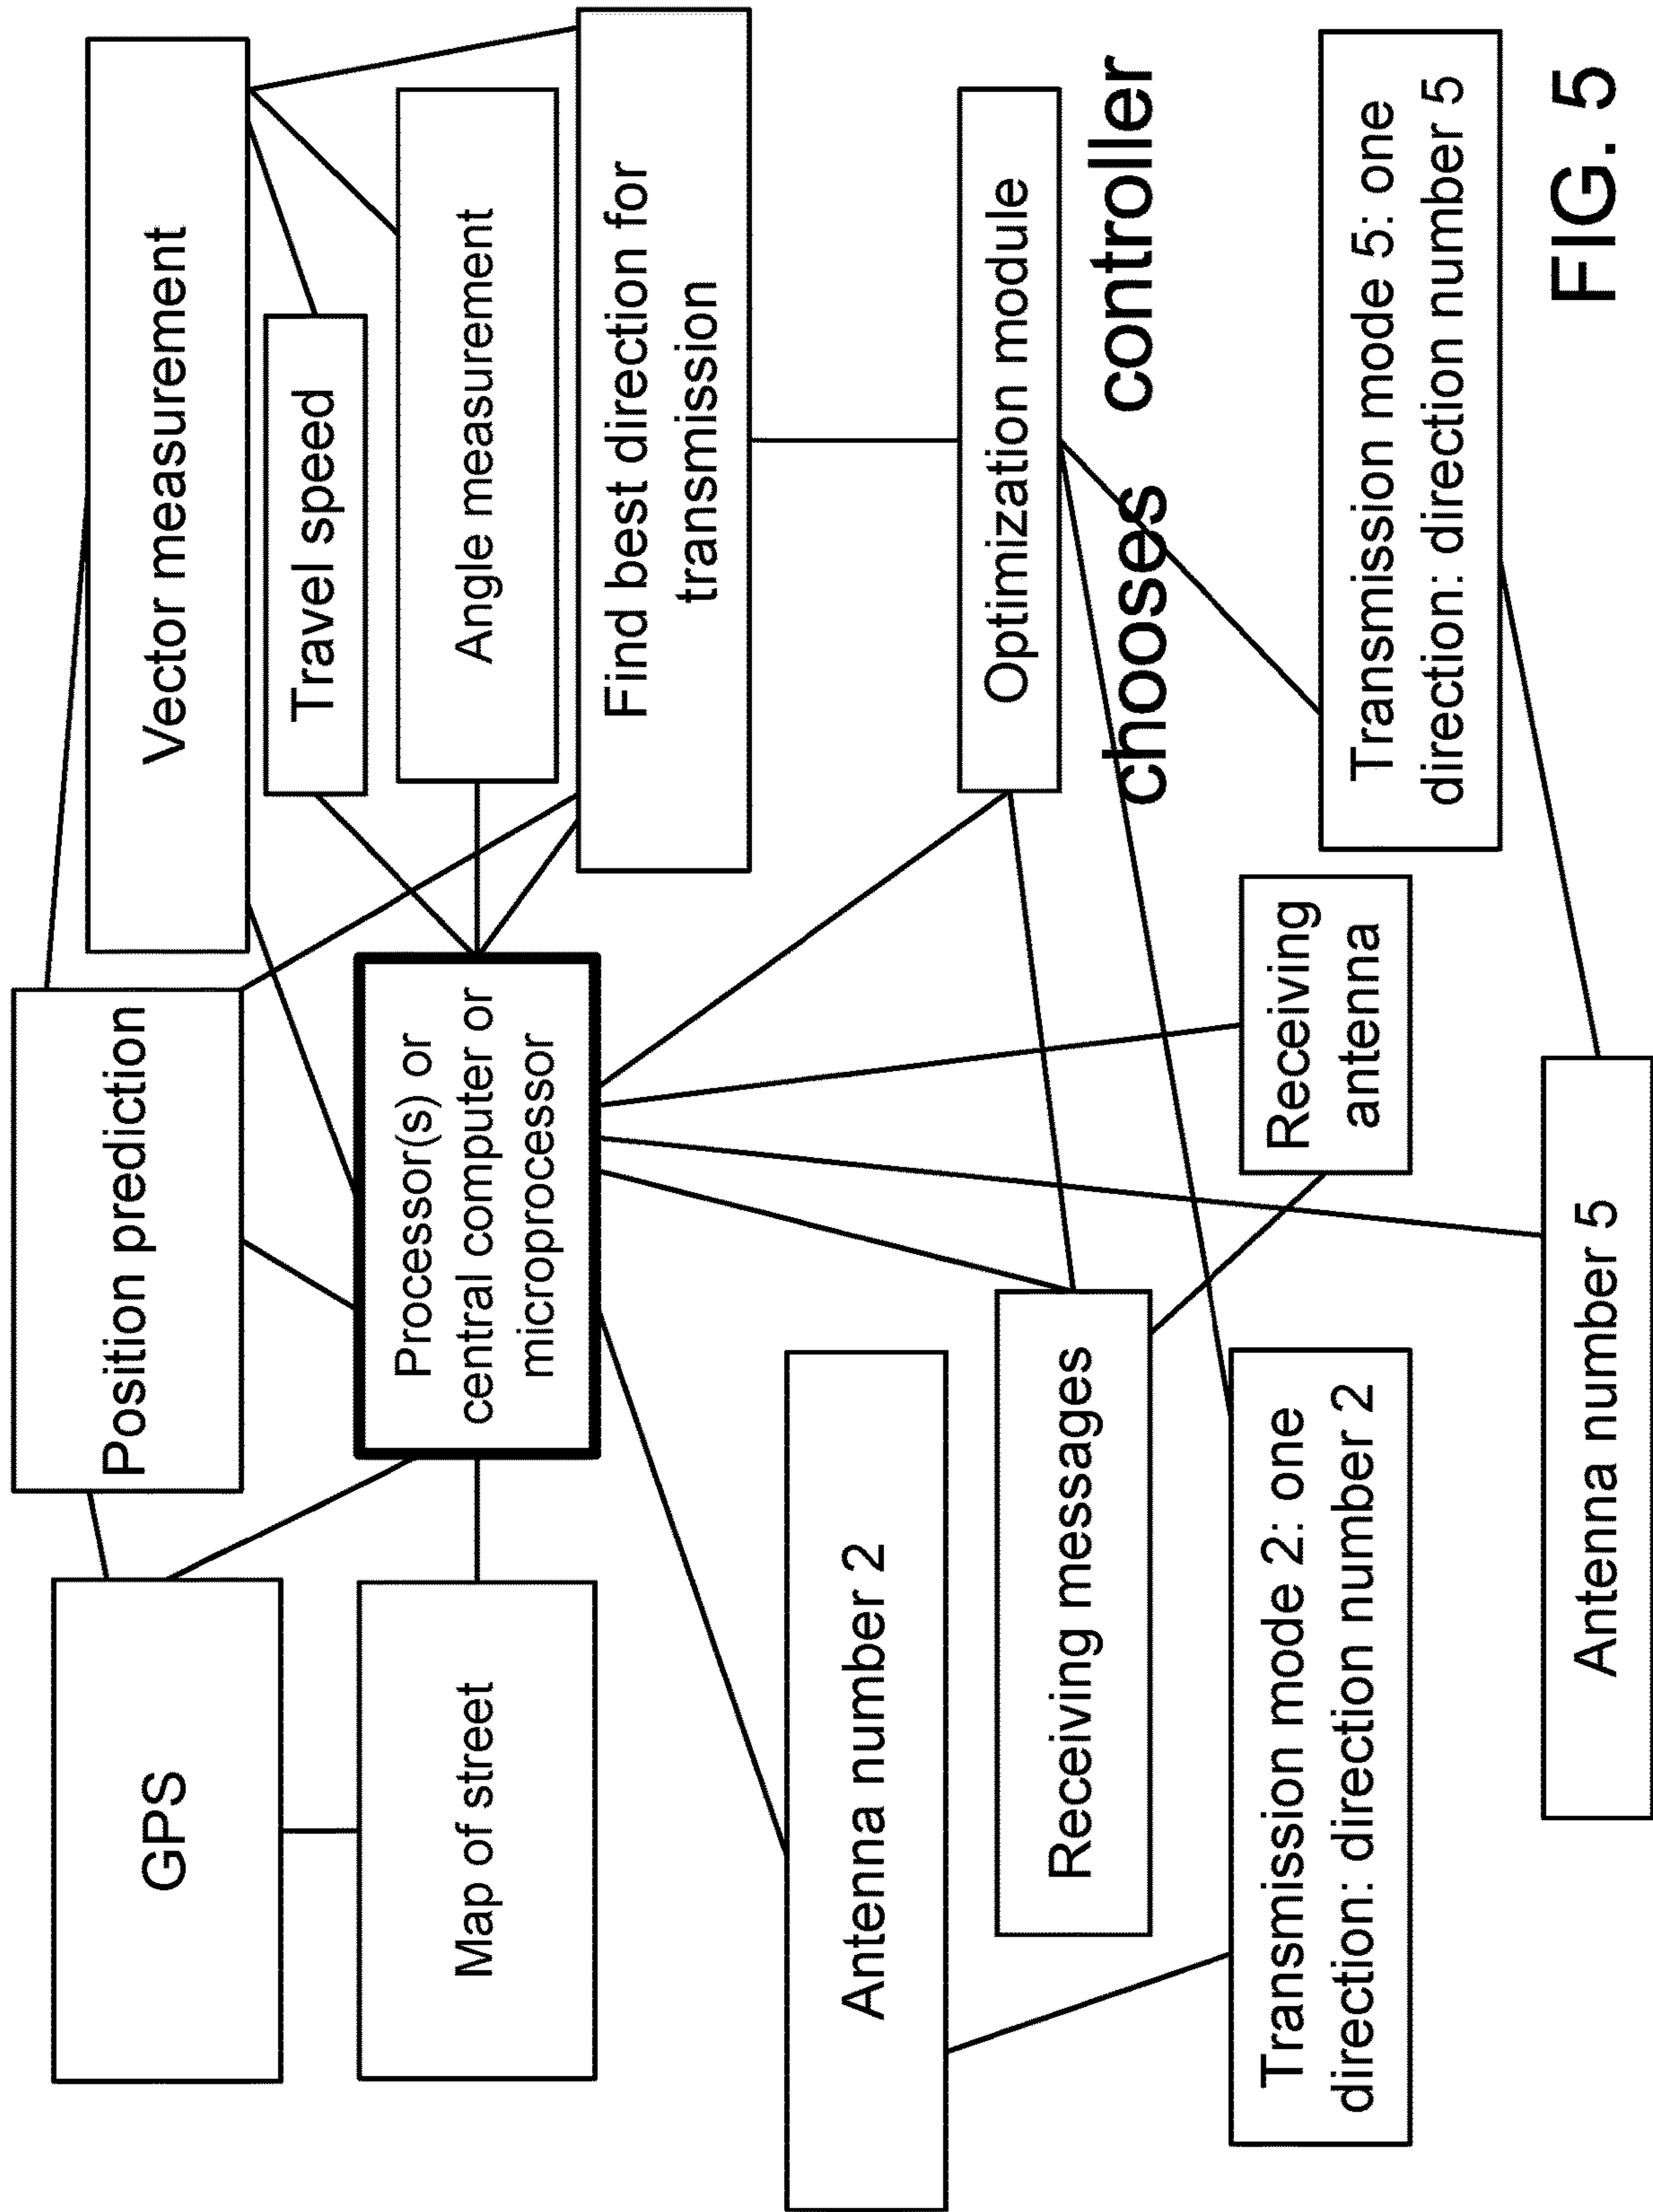 GPS
Position prediction
Vector measurement
Travel speed
Map of street
Processor(s) or
central computer or
microprocessor
Angle measurement
Find best direction for
transmission
Antenna number 2
Receiving messages
Optimization module
chooses controller
Transmission mode 2: one
direction: direction number 2
Receiving
antenna
Transmission mode 5: one
direction: direction number 5
Antenna number 5
FIG. 5